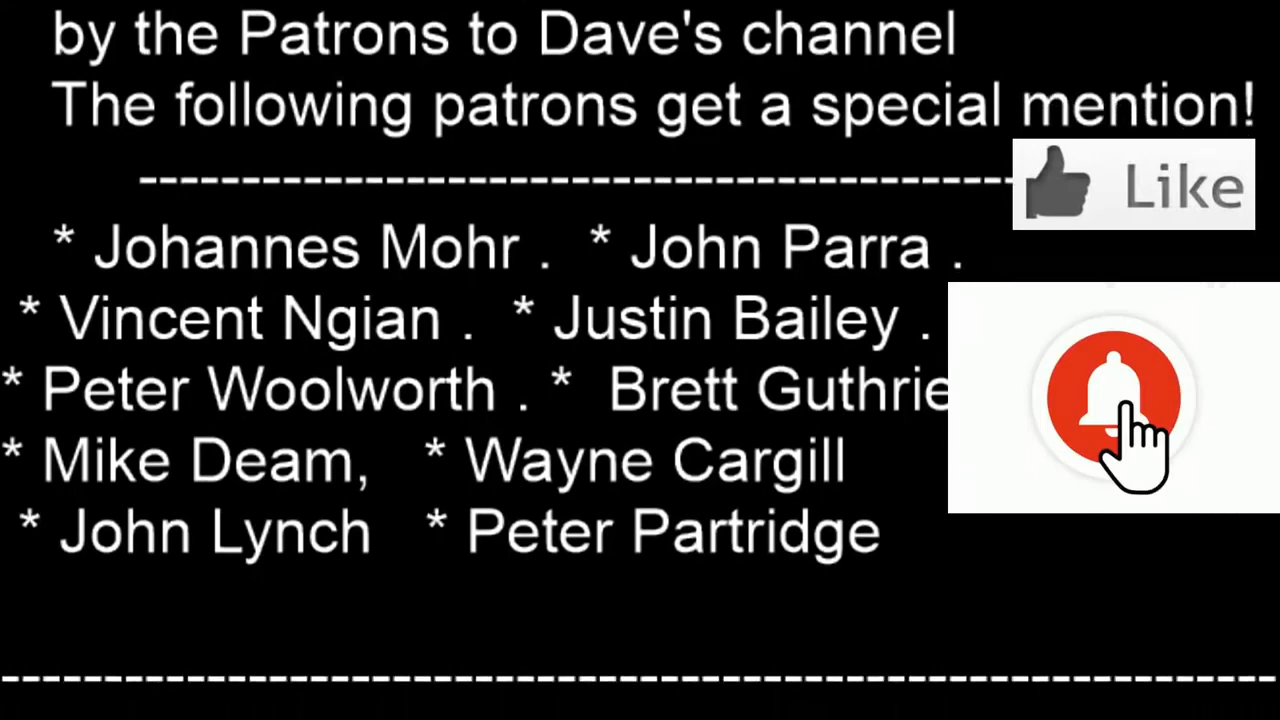 by the Patrons to Dave's channel
The following patrons get a special mention!
-------------------------------------------
Like
* Johannes Mohr .   * John Parra .
* Vincent Ngian .   * Justin Bailey .
* Peter Woolworth .  *  Brett Guthrie
* Mike Deam,    * Wayne Cargill
* John Lynch    * Peter Partridge
--------------------------------------------------------------